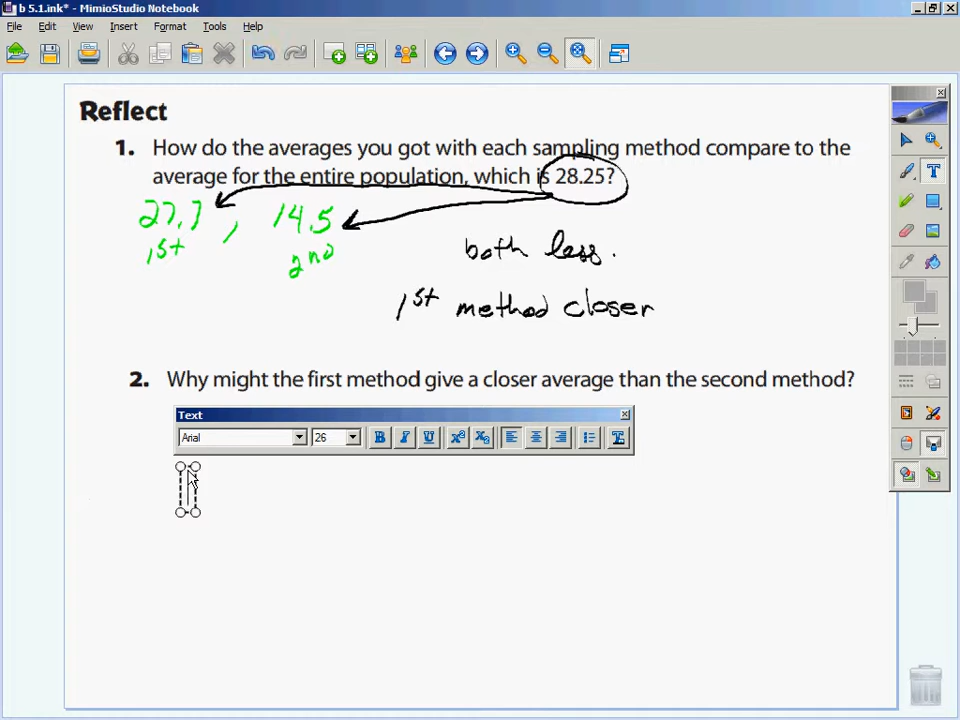 b 5.1.ink* - MimioStudio Notebook
File Edit View Insert Format Tools Help
Reflect
1. How do the averages you got with each sampling method compare to the
average for the entire population, which is 28.25?
27.7 , 14.5
1st 2nd
both less.
1st method closer
2. Why might the first method give a closer average than the second method?
Text
Arial 26 B I U x² X₂
T